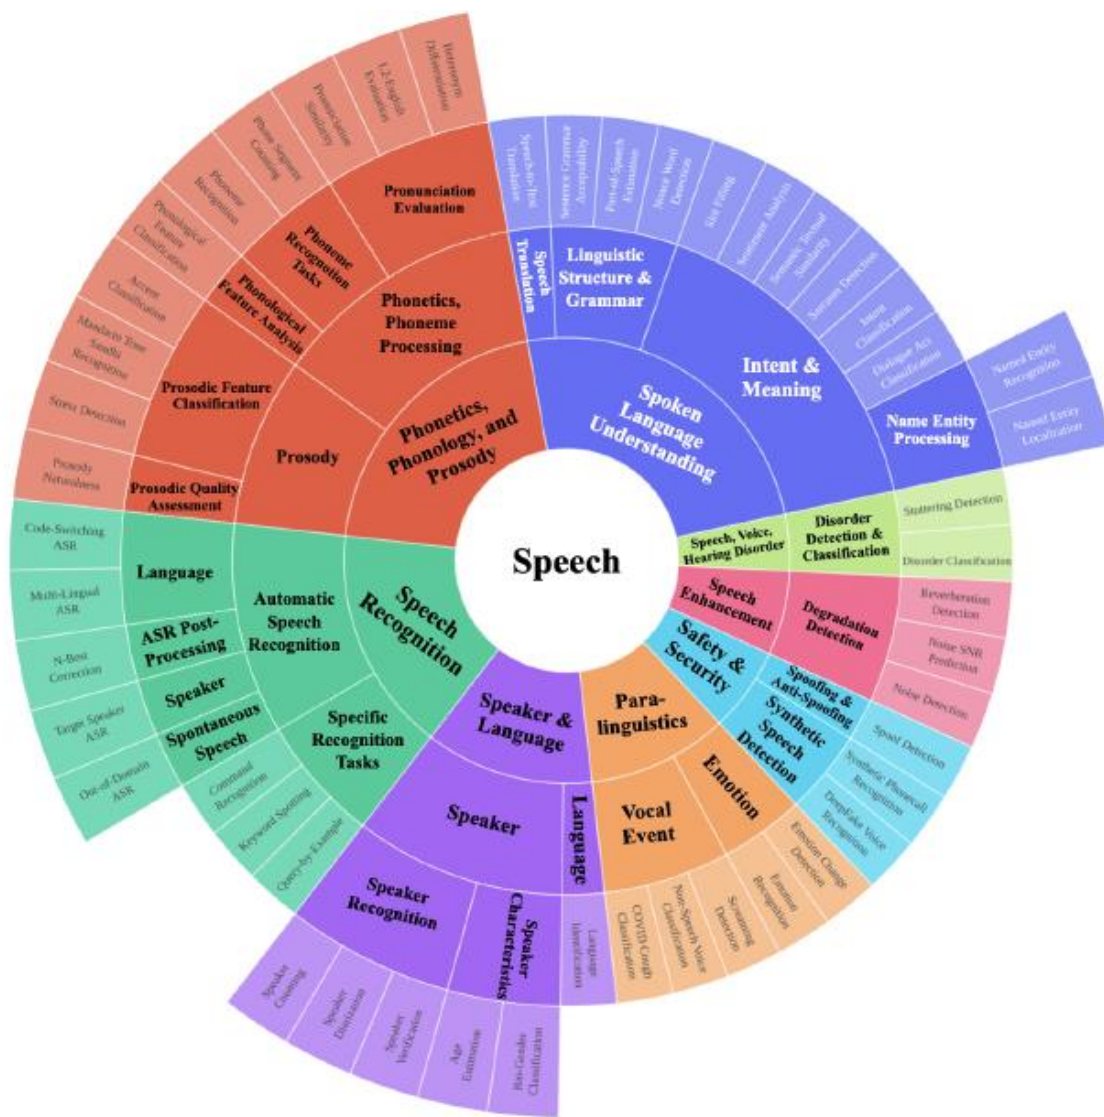 Speech
Phonetics,
Phonology, and
Prosody
Phonetics,
Phoneme
Processing
Pronunciation
Evaluation
Heteronym
Differentiation
L2-English
Evaluation
Pronunciation
Similarity
Phoneme
Recognition
Tasks
Phone Segment
Counting
Phoneme
Recognition
Phonological
Feature Analysis
Phonological
Feature
Classification
Prosody
Prosodic Feature
Classification
Accent
Classification
Mandarin Tone
Sandhi
Recognition
Stress Detection
Prosodic Quality
Assessment
Prosody
Naturalness
Spoken
Language
Understanding
Speech
Translation
Speech-to-Text
Translation
Linguistic
Structure &
Grammar
Sentence Grammar
Acceptability
Part-of-Speech
Estimation
Nonce Word
Detection
Intent &
Meaning
Slot Filling
Sentiment Analysis
Semantic Textual
Similarity
Sarcasm Detection
Intent
Classification
Dialogue Act
Classification
Name Entity
Processing
Named Entity
Recognition
Named Entity
Localization
Speech, Voice,
Hearing Disorder
Disorder
Detection &
Classification
Stuttering Detection
Disorder Classification
Speech
Enhancement
Degradation
Detection
Reverberation
Detection
Noise SNR
Prediction
Noise Detection
Safety &
Security
Spoofing &
Anti-Spoofing
Spoof Detection
Synthetic
Speech
Detection
Synthetic Phonecall
Recognition
DeepFake Voice
Recognition
Para-
linguistics
Emotion
Emotion Change
Detection
Emotion
Recognition
Vocal
Event
Screaming
Detection
Non-Speech Voice
Classification
COVID Cough
Classification
Speaker &
Language
Language
Language
Identification
Speaker
Speaker
Characteristics
Bio-Gender
Classification
Age
Estimation
Speaker
Recognition
Speaker
Verification
Speaker
Diarization
Speaker
Counting
Speech
Recognition
Specific
Recognition
Tasks
Query-by-Example
Keyword Spotting
Command
Recognition
Automatic
Speech
Recognition
Spontaneous
Speech
Out-of-Domain
ASR
Speaker
Target Speaker
ASR
ASR Post-
Processing
N-Best
Correction
Language
Multi-Lingual
ASR
Code-Switching
ASR